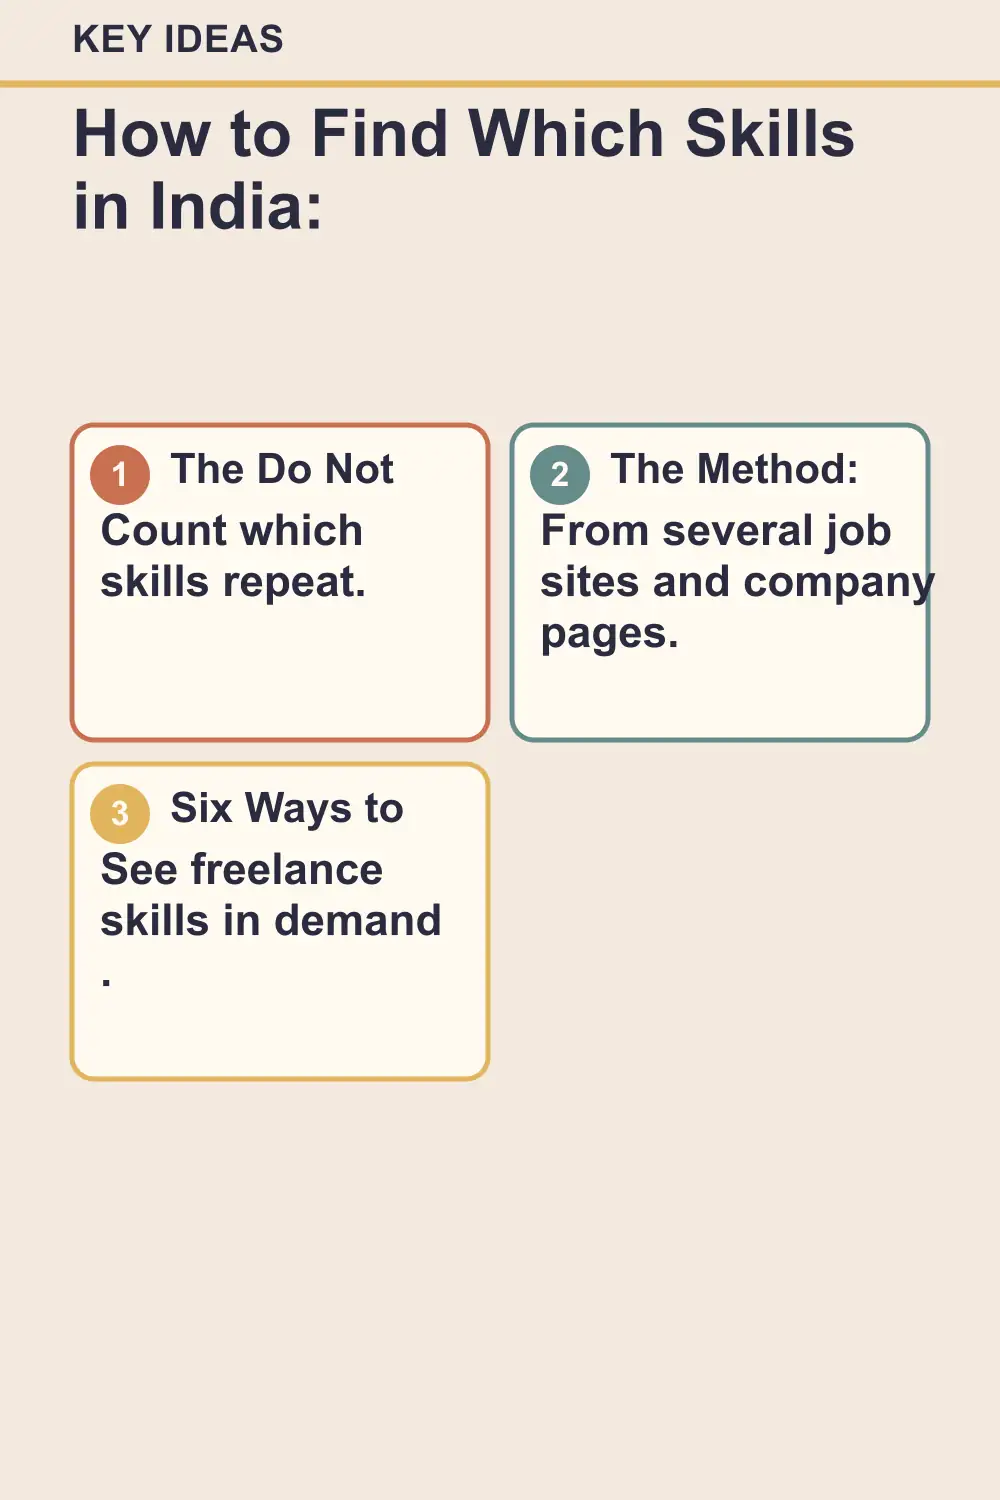 KEY IDEAS
How to Find Which Skills
in India:
1 The Do Not
Count which
skills repeat.
2 The Method:
From several job
sites and company
pages.
3 Six Ways to
See freelance
skills in demand
.